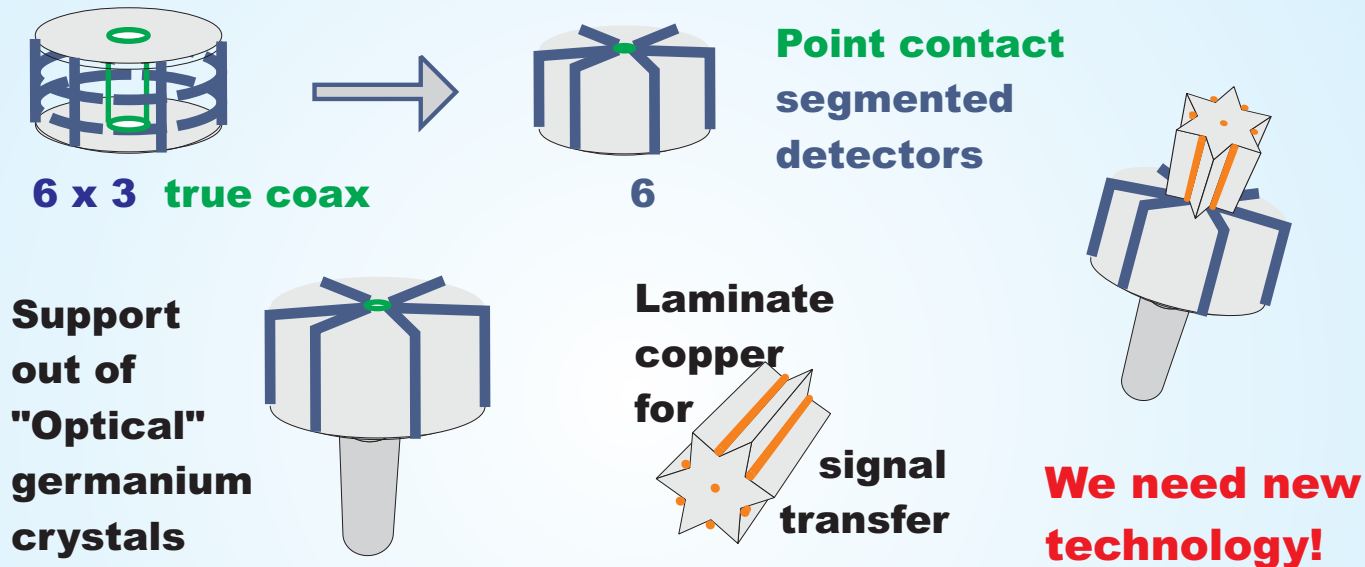 6 x 3 true coax
6
Point contact
segmented
detectors
Support
out of
"Optical"
germanium
crystals
Laminate
copper
for
signal
transfer
We need new
technology!